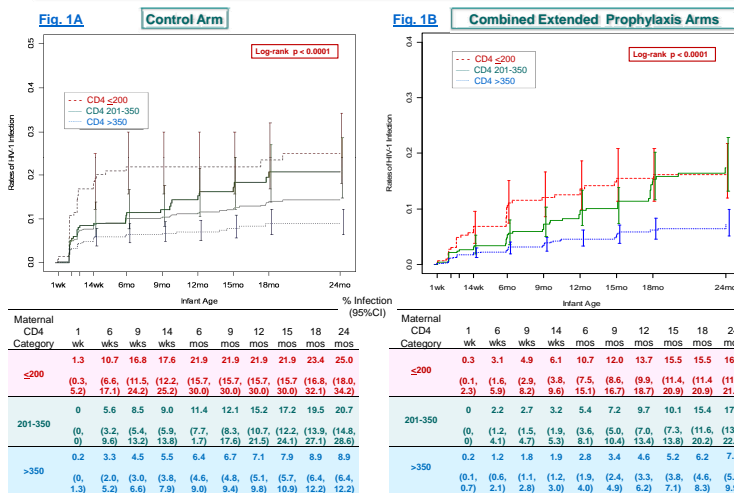 Fig. 1A
Control Arm
Rates of HIV-1 Infection
0.5
0.4
0.3
0.2
0.1
0.0
Log-rank p < 0.0001
CD4 ≤200
CD4 201-350
CD4 >350
1wk 14wk 6mo 9mo 12mo 15mo 18mo 24mo
Infant Age
Fig. 1B
Combined Extended Prophylaxis Arms
Rates of HIV-1 Infection
0.4
0.3
0.2
0.1
0.0
Log-rank p < 0.0001
CD4 ≤200
CD4 201-350
CD4 >350
1wk 14wk 6mo 9mo 12mo 15mo 18mo 24mo
Infant Age
% Infection
(95%CI)
Maternal
CD4 1 6 9 14 6 9 12 15 18 24
Category wk wks wks wks mos mos mos mos mos mos
≤200
1.3 10.7 16.8 17.6 21.9 21.9 21.9 21.9 23.4 25.0
(0.3, (6.6, (11.5, (12.2, (15.7, (15.7, (15.7, (15.7, (16.8, (18.0,
5.2) 17.1) 24.2) 25.2) 30.0) 30.0) 30.0) 30.0) 32.1) 34.2)
201-350
0 5.6 8.5 9.0 11.4 12.1 15.2 17.2 19.5 20.7
(0, (3.2, (5.4, (5.9, (7.7, (8.3, (10.7, (12.2, (13.9, (14.8,
0) 9.6) 13.2) 13.8) 1.7) 17.6) 21.5) 24.1) 27.1) 28.6)
>350
0.2 3.3 4.5 5.5 6.4 6.6 7.1 7.9 8.9 8.9
(0, (2.0, (3.0, (3.8, (4.6, (4.7, (5.1, (5.7, (6.4, (6.4,
1.3) 5.2) 6.6) 7.9) 9.0) 9.4) 9.8) 10.9) 12.2) 12.2)
Maternal
CD4 1 6 9 14 6 9 12 15 18
Category wk wks wks wks mos mos mos mos mos
≤200
0.3 3.1 4.9 6.1 10.7 12.0 13.7 15.5 15.5
(0.1, (1.6, (2.9, (3.8, (7.5, (8.6, (9.9, (11.4, (11.4
2.3) 5.9) 8.2) 9.6) 15.1) 16.7) 18.7) 20.9) 20.9)
201-350
0 2.2 2.7 3.2 5.4 7.2 9.7 10.1 15.4
(1.2, (1.5, (1.9, (3.6, (5.0, (7.0, (7.3, (11.6,
4.1) 4.7) 5.3) 8.1) 10.4) 13.4) 13.8) 20.2)
>350
0.2 1.2 1.8 1.9 2.8 3.8 4.6 5.2 6.2
(0.1, (0.6, (1.1, (1.2, (1.9, (2.4, (3.3, (3.8, (4.6,
0.7) 2.1) 2.8) 3.0) 4.0) 4.9) 6.2) 7.1) 8.3)